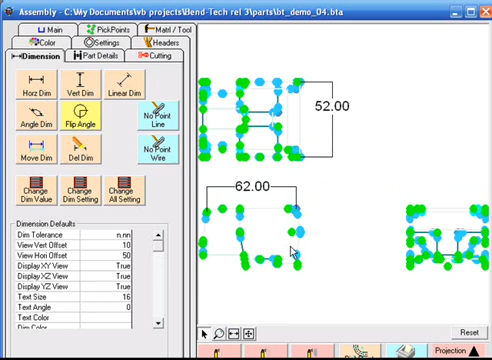 Assembly - C:\My Documents\vb projects\Bend-Tech rel 3\parts\bt_demo_04.bta
Main
PickPoints
Matrl / Tool
Color
Settings
Headers
Dimension
Part Details
Cutting
Horz Dim
Vert Dim
Linear Dim
Angle Dim
Flip Angle
No Point Line
Move Dim
Del Dim
No Point Wire
Change Dim Value
Change Dim Setting
Change All Setting
Dimension Defaults
Dim Tolerance n.nn
View Vert Offset 10
View Hori Offset 50
Display XY View True
Display XZ View True
Display YZ View True
Text Size 16
Text Angle 0
Text Color
Dim Color
52.00
62.00
Reset
Projection